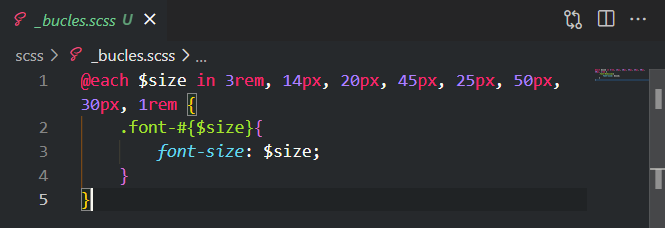 _bucles.scss U
scss > _bucles.scss > ...
1 @each $size in 3rem, 14px, 20px, 45px, 25px, 50px,
30px, 1rem {
2 .font-#{$size}{
3 font-size: $size;
4 }
5 }